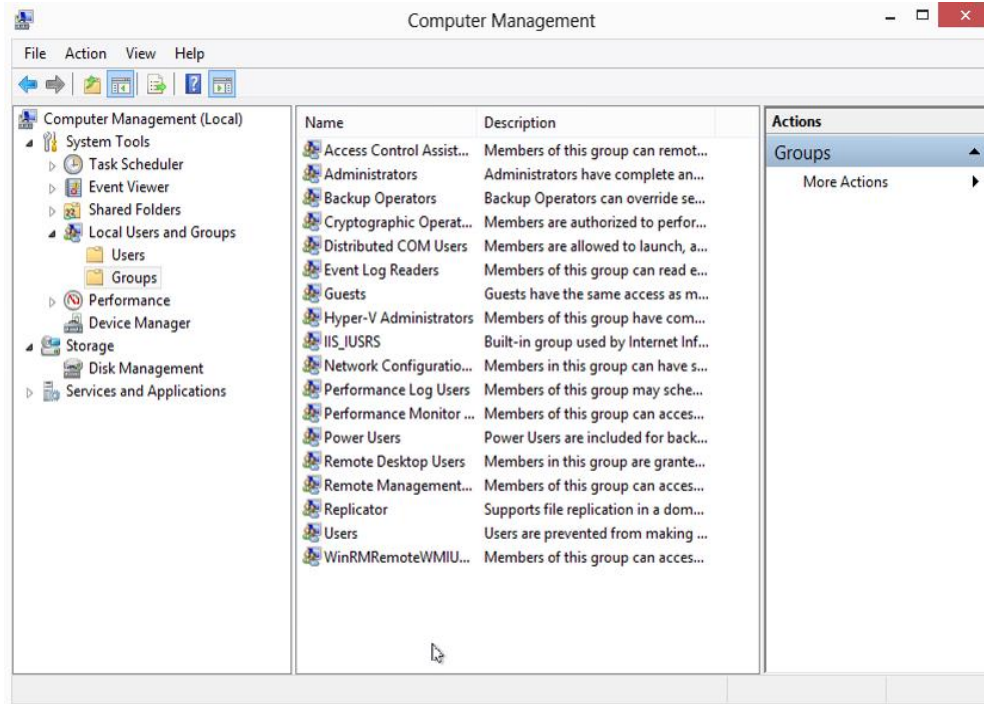 Computer Management
File Action View Help
Computer Management (Local)
System Tools
Task Scheduler
Event Viewer
Shared Folders
Local Users and Groups
Users
Groups
Performance
Device Manager
Storage
Disk Management
Services and Applications
Name Description
Access Control Assist... Members of this group can remot...
Administrators Administrators have complete an...
Backup Operators Backup Operators can override se...
Cryptographic Operat... Members are authorized to perfor...
Distributed COM Users Members are allowed to launch, a...
Event Log Readers Members of this group can read e...
Guests Guests have the same access as m...
Hyper-V Administrators Members of this group have com...
IIS_IUSRS Built-in group used by Internet Inf...
Network Configuratio... Members in this group can have s...
Performance Log Users Members of this group may sche...
Performance Monitor ... Members of this group can acces...
Power Users Power Users are included for back...
Remote Desktop Users Members in this group are grante...
Remote Management... Members of this group can acces...
Replicator Supports file replication in a dom...
Users Users are prevented from making ...
WinRMRemoteWMIU... Members of this group can acces...
Actions
Groups
More Actions